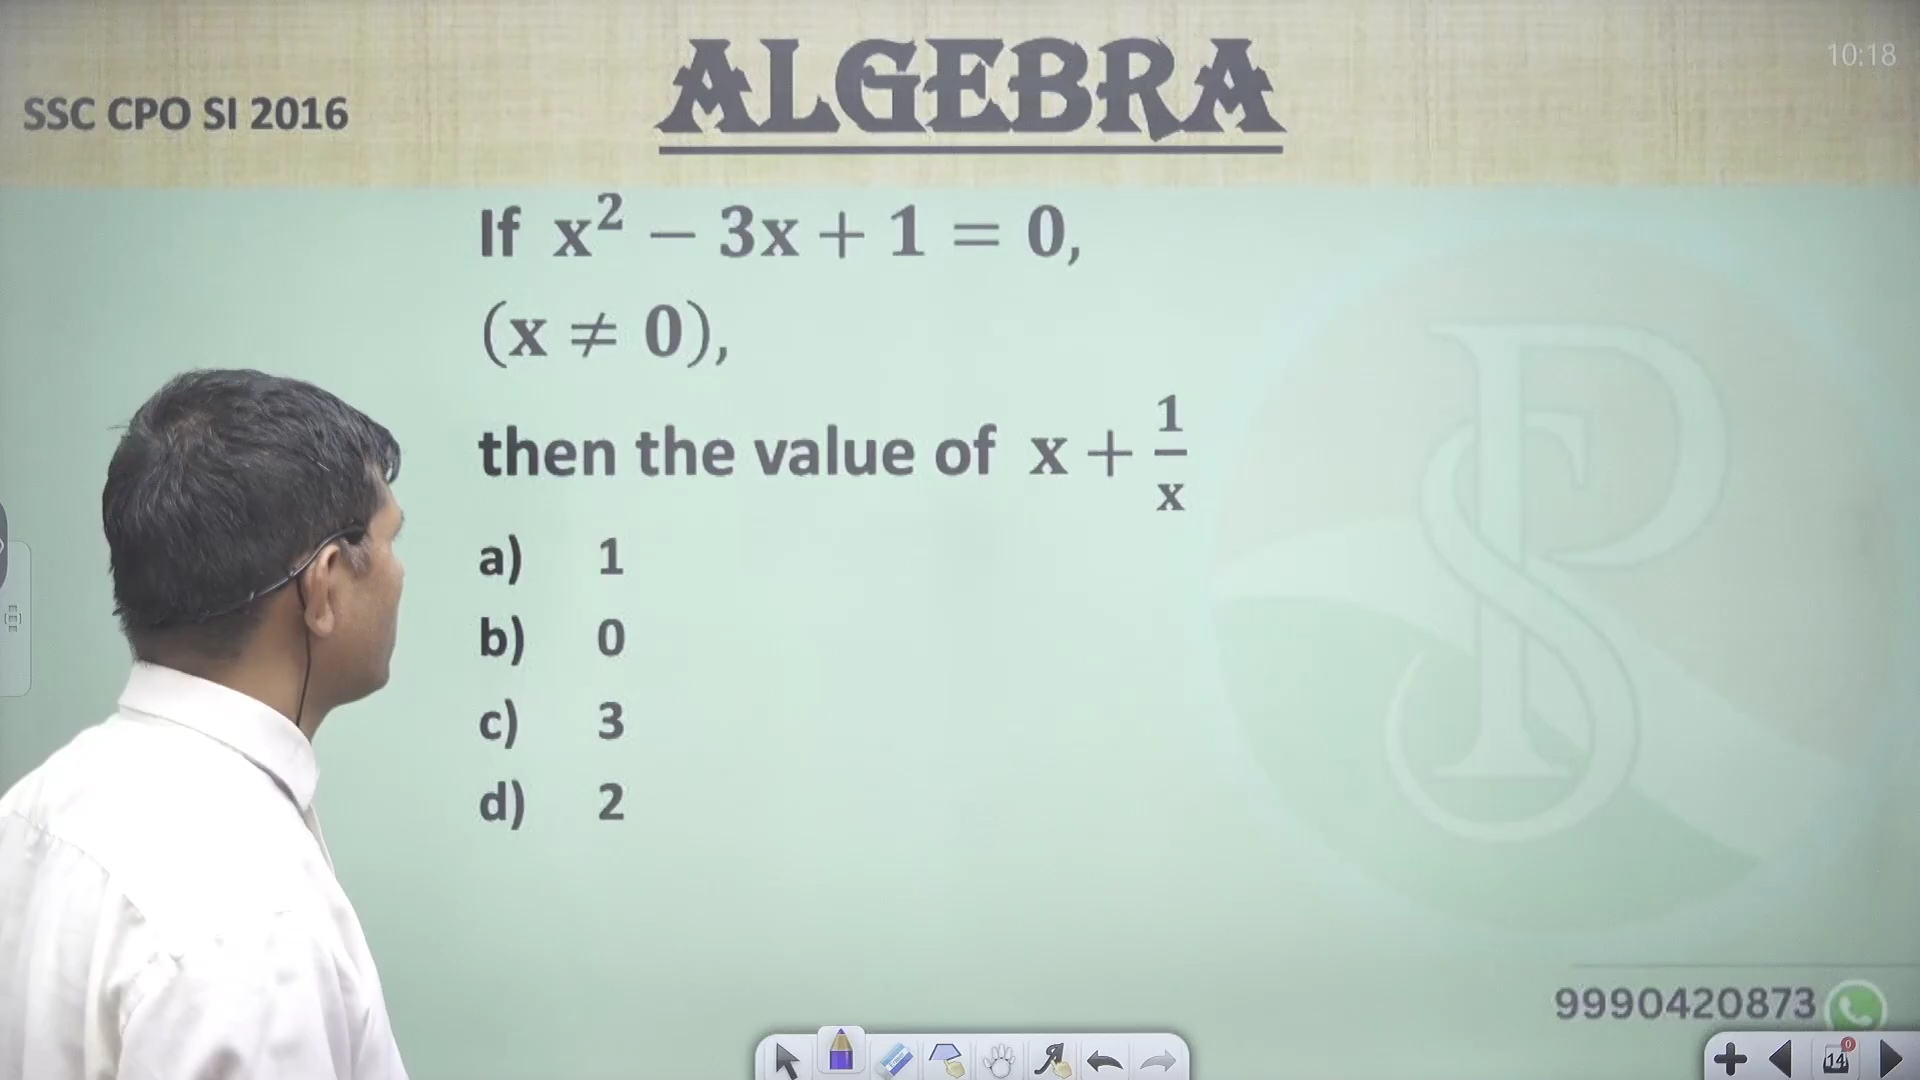 ALGEBRA
10:18
SSC CPO SI 2016
If x² − 3x + 1 = 0,
(x ≠ 0),
then the value of x + 1/x
a) 1
b) 0
c) 3
d) 2
9990420873
14
0